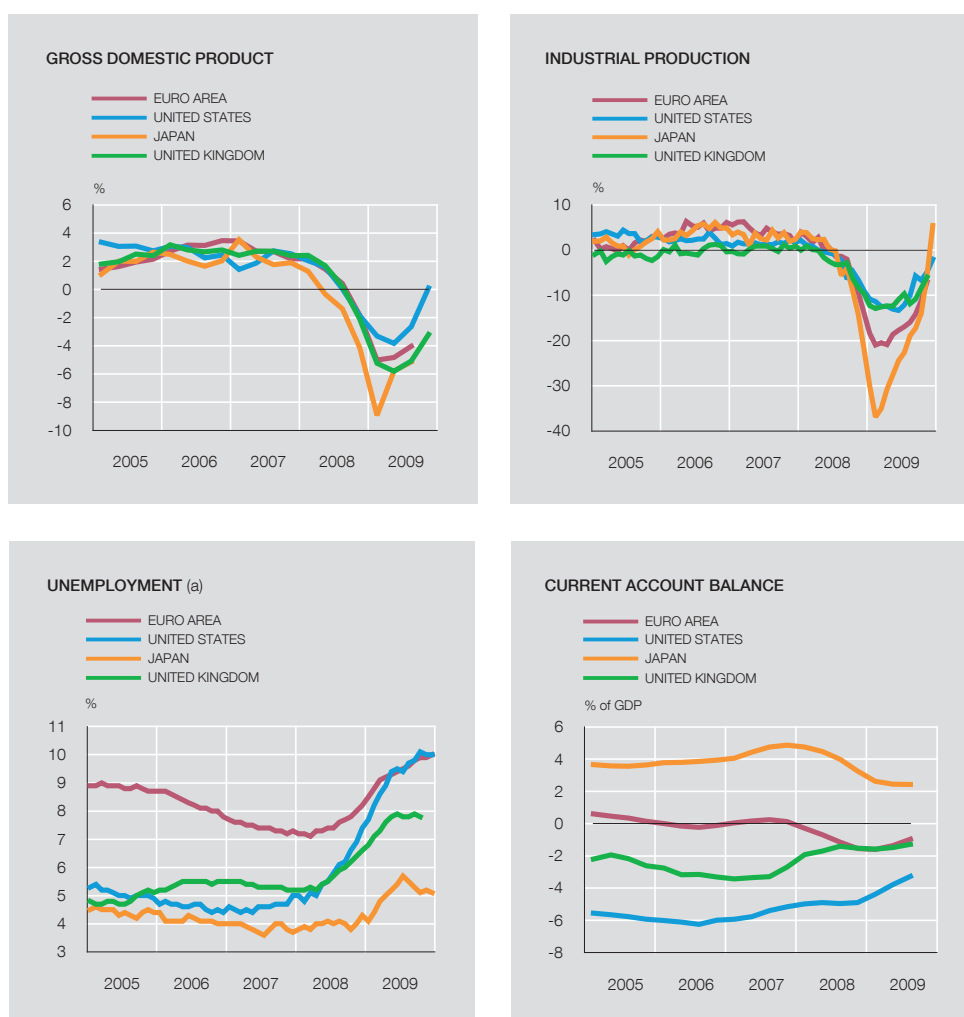 GROSS DOMESTIC PRODUCT
EURO AREA
UNITED STATES
JAPAN
UNITED KINGDOM
%
6
4
2
0
-2
-4
-6
-8
-10
2005 2006 2007 2008 2009
INDUSTRIAL PRODUCTION
EURO AREA
UNITED STATES
JAPAN
UNITED KINGDOM
%
10
0
-10
-20
-30
-40
2005 2006 2007 2008 2009
UNEMPLOYMENT (a)
EURO AREA
UNITED STATES
JAPAN
UNITED KINGDOM
%
11
10
9
8
7
6
5
4
3
2005 2006 2007 2008 2009
CURRENT ACCOUNT BALANCE
EURO AREA
UNITED STATES
JAPAN
UNITED KINGDOM
% of GDP
6
4
2
0
-2
-4
-6
-8
2005 2006 2007 2008 2009